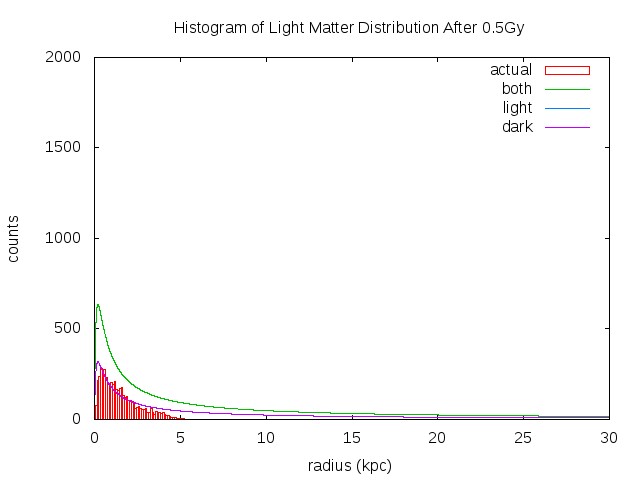 Histogram of Light Matter Distribution After 0.5Gy
2000
1500
1000
500
0
counts
actual
both
light
dark
0 5 10 15 20 25 30
radius (kpc)